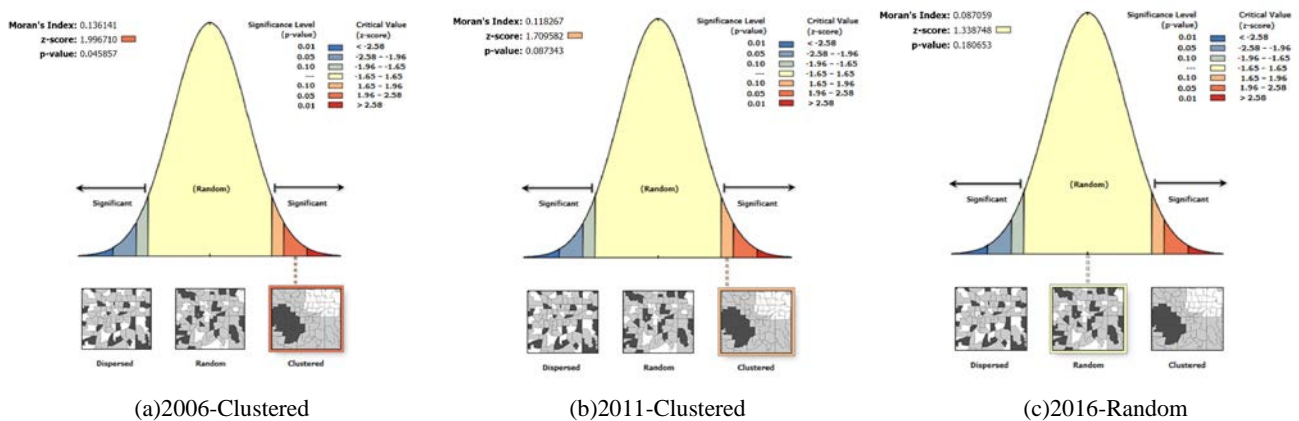 Moran's Index: 0.136141
z-score: 1.996710
p-value: 0.045857
Significance Level (p-value)
Critical Value (z-score)
0.01 < -2.58
0.05 -2.58 – -1.96
0.10 -1.96 – -1.65
--- -1.65 – 1.65
0.10 1.65 – 1.96
0.05 1.96 – 2.58
0.01 > 2.58
(Random)
Significant
Significant
Dispersed
Random
Clustered
(a)2006-Clustered
Moran's Index: 0.118267
z-score: 1.709582
p-value: 0.087343
Significance Level (p-value)
Critical Value (z-score)
0.01 < -2.58
0.05 -2.58 – -1.96
0.10 -1.96 – -1.65
--- -1.65 – 1.65
0.10 1.65 – 1.96
0.05 1.96 – 2.58
0.01 > 2.58
(Random)
Significant
Significant
Dispersed
Random
Clustered
(b)2011-Clustered
Moran's Index: 0.087059
z-score: 1.338748
p-value: 0.180653
Significance Level (p-value)
Critical Value (z-score)
0.01 < -2.58
0.05 -2.58 – -1.96
0.10 -1.96 – -1.65
--- -1.65 – 1.65
0.10 1.65 – 1.96
0.05 1.96 – 2.58
0.01 > 2.58
(Random)
Significant
Significant
Dispersed
Random
Clustered
(c)2016-Random